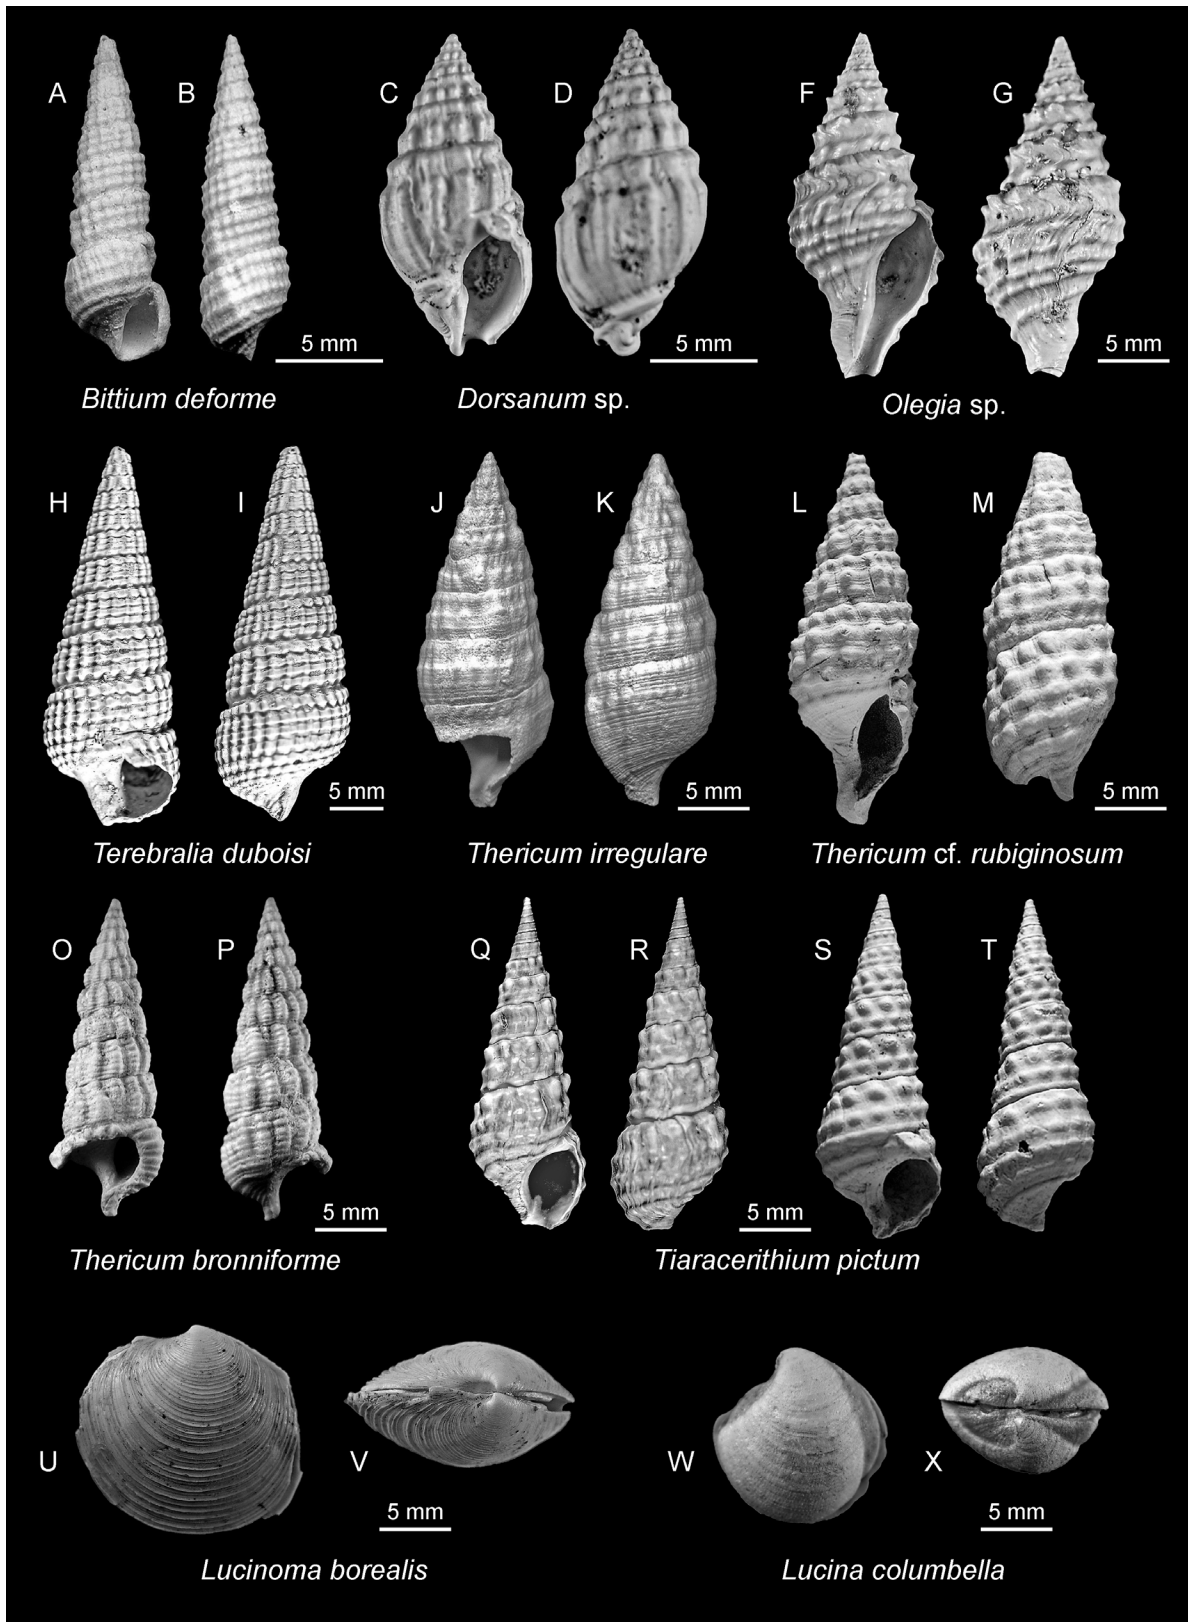 A B C D F G
5 mm 5 mm 5 mm
Bittium deforme Dorsanum sp. Olegia sp.
H I J K L M
5 mm 5 mm 5 mm
Terebralia duboisi Thericum irregulare Thericum cf. rubiginosum
O P Q R S T
5 mm 5 mm
Thericum bronniforme Tiaracerithium pictum
U V W X
5 mm 5 mm
Lucinoma borealis Lucina columbella